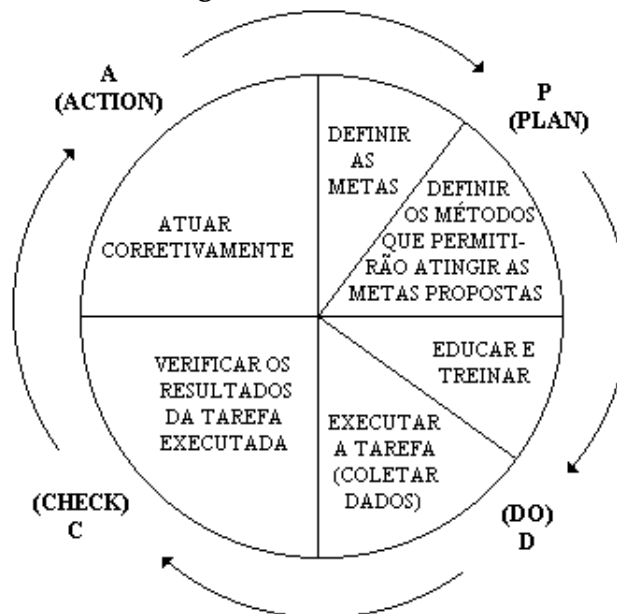 A
(ACTION)
P
(PLAN)
DEFINIR
AS
METAS
DEFINIR
OS MÉTODOS
QUE PERMITI-
RÃO ATINGIR AS
METAS PROPOSTAS
ATUAR
CORRETIVAMENTE
EDUCAR E
TREINAR
VERIFICAR OS
RESULTADOS
DA TAREFA
EXECUTADA
EXECUTAR
A TAREFA
(COLETAR
DADOS)
(CHECK)
C
(DO)
D